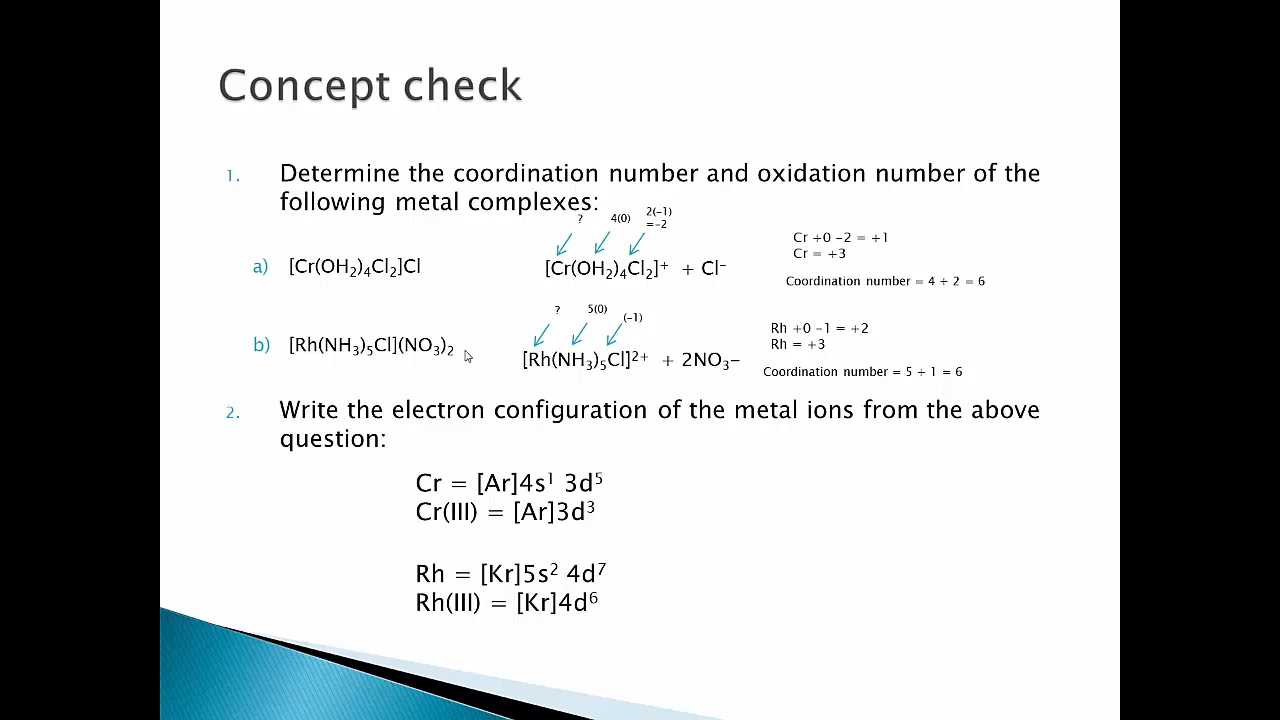 Concept check
1. Determine the coordination number and oxidation number of the
following metal complexes:
? 4(0) 2(-1)
=-2
a) [Cr(OH₂)₄Cl₂]Cl [Cr(OH₂)₄Cl₂]⁺ + Cl⁻
Cr +0 -2 = +1
Cr = +3
Coordination number = 4 + 2 = 6
? 5(0) (-1)
b) [Rh(NH₃)₅Cl](NO₃)₂ [Rh(NH₃)₅Cl]²⁺ + 2NO₃−
Rh +0 -1 = +2
Rh = +3
Coordination number = 5 + 1 = 6
2. Write the electron configuration of the metal ions from the above
question:
Cr = [Ar]4s¹ 3d⁵
Cr(III) = [Ar]3d³
Rh = [Kr]5s² 4d⁷
Rh(III) = [Kr]4d⁶